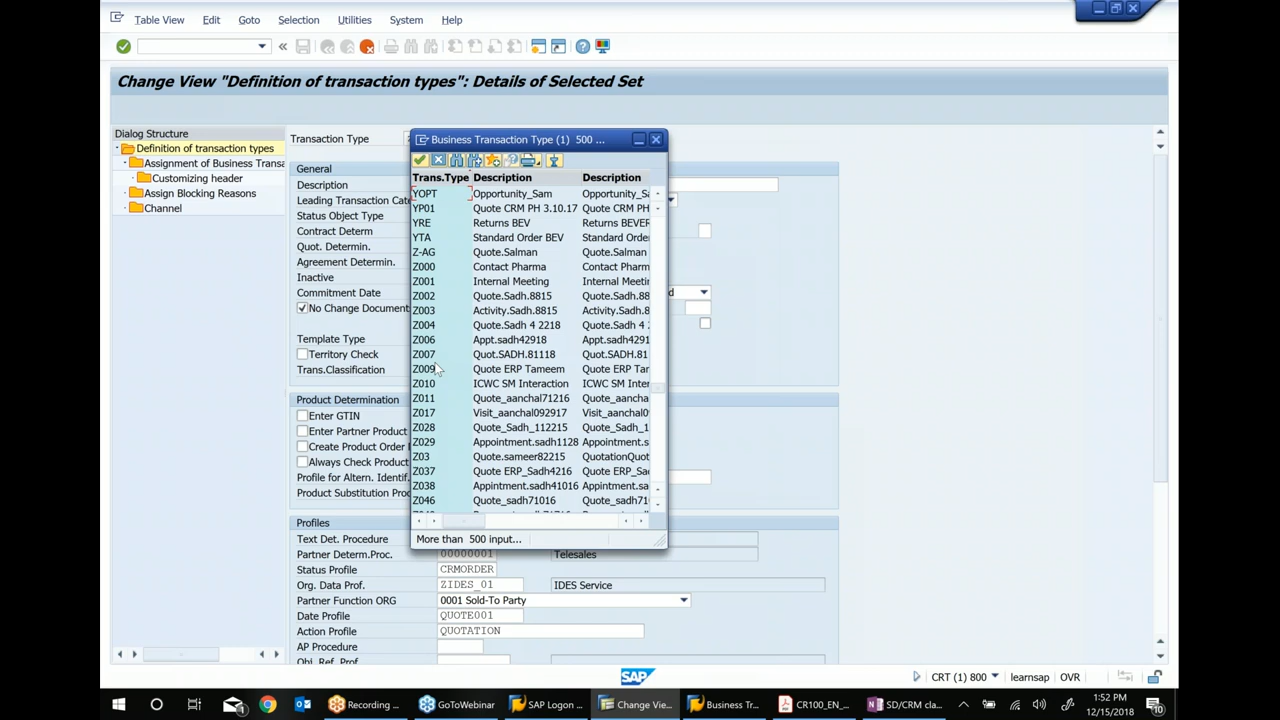 Table View Edit Goto Selection Utilities System Help
Change View "Definition of transaction types": Details of Selected Set
Dialog Structure
Definition of transaction types
Assignment of Business Transa
Customizing header
Assign Blocking Reasons
Channel
Transaction Type
General
Description
Leading Transaction Cate
Status Object Type
Contract Determ
Quot. Determin.
Agreement Determin.
Inactive
Commitment Date
No Change Document
Template Type
Territory Check
Trans.Classification
Product Determination
Enter GTIN
Enter Partner Product
Create Product Order
Always Check Product
Profile for Altern. Identif.
Product Substitution Proc
Profiles
Text Det. Procedure
Partner Determ.Proc. 00000001 Telesales
Status Profile CRMORDER
Org. Data Prof. ZIDES_01 IDES Service
Partner Function ORG 0001 Sold-To Party
Date Profile QUOTE001
Action Profile QUOTATION
AP Procedure
Obj. Ref. Prof.
Business Transaction Type (1) 500 ...
Trans.Type Description Description
YOPT Opportunity_Sam Opportunity_Sa
YP01 Quote CRM PH 3.10.17 Quote CRM PH
YRE Returns BEV Returns BEVER
YTA Standard Order BEV Standard Orde
Z-AG Quote.Salman Quote.Salman
Z000 Contact Pharma Contact Pharm
Z001 Internal Meeting Internal Meetin
Z002 Quote.Sadh.8815 Quote.Sadh.88
Z003 Activity.Sadh.8815 Activity.Sadh.8
Z004 Quote.Sadh 4 2218 Quote.Sadh 4
Z006 Appt.sadh42918 Appt.sadh4291
Z007 Quot.SADH.81118 Quot.SADH.81
Z009 Quote ERP Tameem Quote ERP Tar
Z010 ICWC SM Interaction ICWC SM Inter
Z011 Quote_aanchal71216 Quote_aancha
Z017 Visit_aanchal092917 Visit_aanchal0
Z028 Quote_Sadh_112215 Quote_Sadh_1
Z029 Appointment.sadh1128 Appointment.s
Z03 Quote.sameer82215 QuotationQuot
Z037 Quote ERP_Sadh4216 Quote ERP_Sa
Z038 Appintment.sadh41016 Appintment.sa
Z046 Quote_sadh71016 Quote_sadh71
More than 500 input...
d
SAP
CRT (1) 800 learnsap OVR
Recording ... GoToWebinar SAP Logon ... Change Vie... Business Tr... CR100_EN_... SD/CRM cla...
1:52 PM
12/15/2018
10